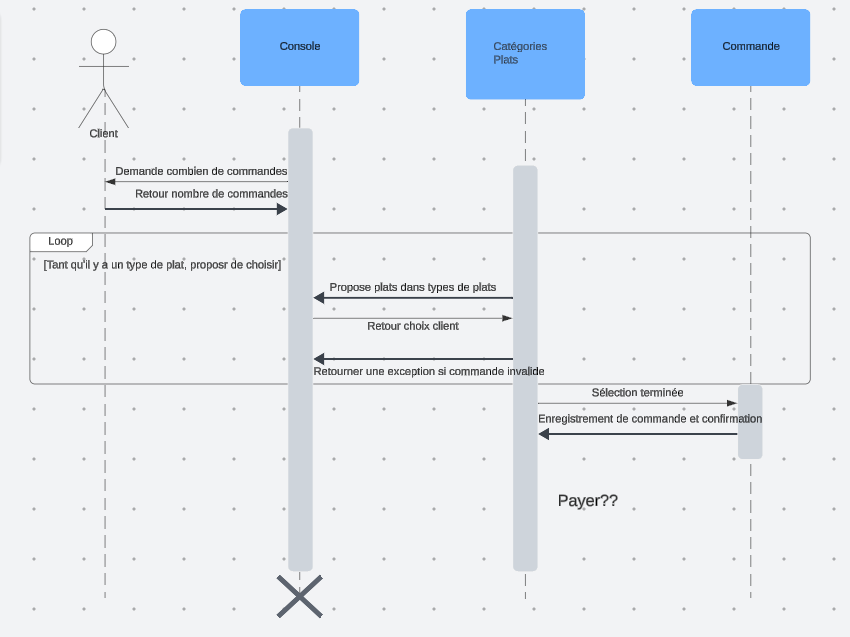 Console
Catégories
Plats
Commande
Client
Demande combien de commandes
Retour nombre de commandes
Loop
[Tant qu'il y a un type de plat, proposr de choisir]
Propose plats dans types de plats
Retour choix client
Retourner une exception si commande invalide
Sélection terminée
Enregistrement de commande et confirmation
Payer??